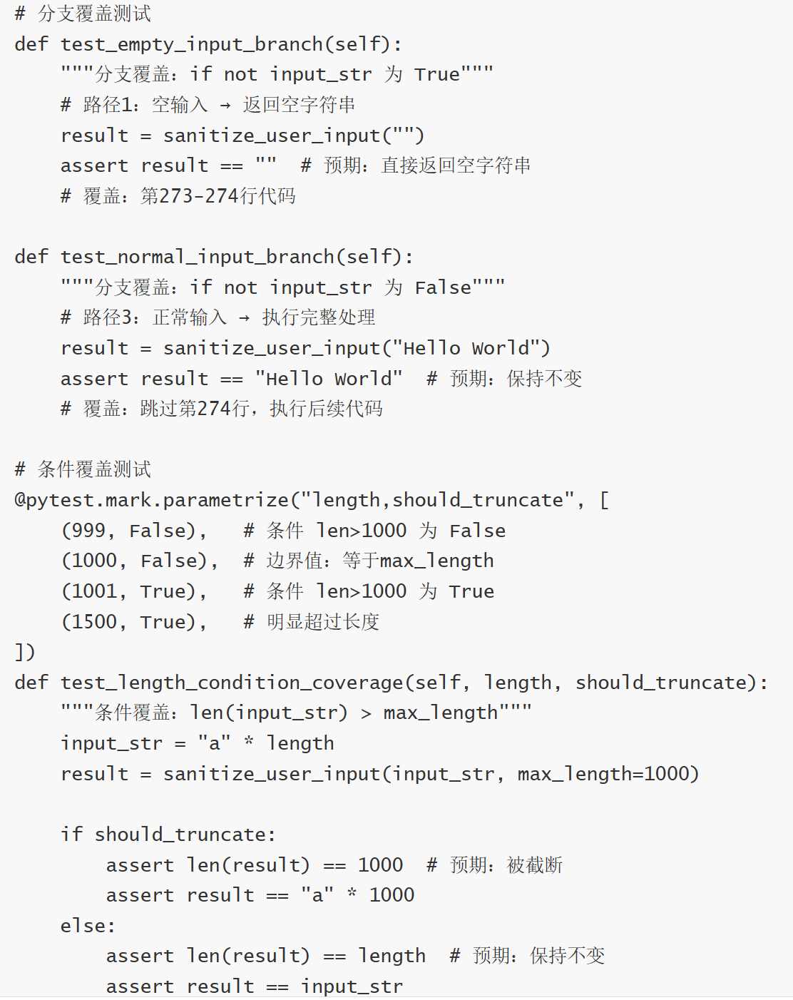 # 分支覆盖测试
def test_empty_input_branch(self):
    """分支覆盖：if not input_str 为 True"""
    # 路径1：空输入 → 返回空字符串
    result = sanitize_user_input("")
    assert result == ""  # 预期：直接返回空字符串
    # 覆盖：第273-274行代码

def test_normal_input_branch(self):
    """分支覆盖：if not input_str 为 False"""
    # 路径3：正常输入 → 执行完整处理
    result = sanitize_user_input("Hello World")
    assert result == "Hello World"  # 预期：保持不变
    # 覆盖：跳过第274行，执行后续代码

# 条件覆盖测试
@pytest.mark.parametrize("length,should_truncate", [
    (999, False),   # 条件 len>1000 为 False
    (1000, False),  # 边界值：等于max_length
    (1001, True),   # 条件 len>1000 为 True
    (1500, True),   # 明显超过长度
])
def test_length_condition_coverage(self, length, should_truncate):
    """条件覆盖：len(input_str) > max_length"""
    input_str = "a" * length
    result = sanitize_user_input(input_str, max_length=1000)

    if should_truncate:
        assert len(result) == 1000  # 预期：被截断
        assert result == "a" * 1000
    else:
        assert len(result) == length  # 预期：保持不变
        assert result == input_str